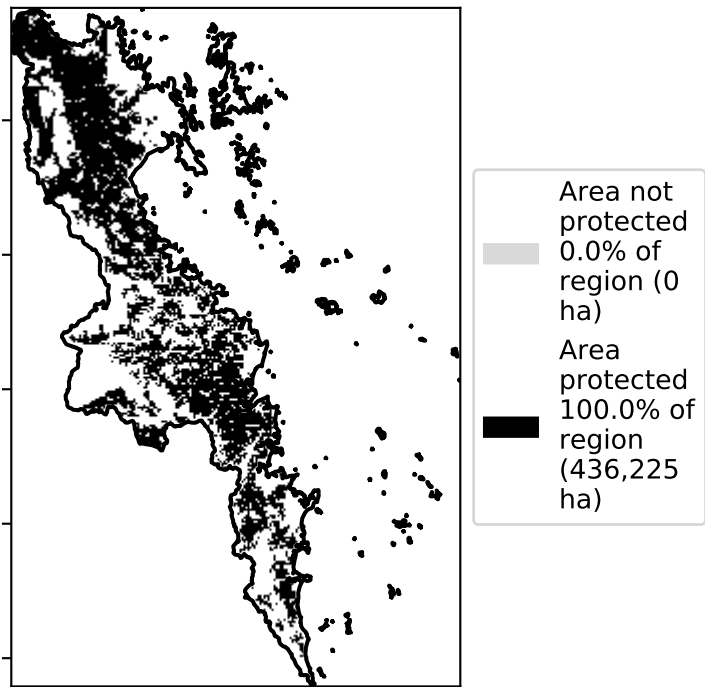 Area not
protected
0.0% of
region (0
ha)
Area
protected
100.0% of
region
(436,225
ha)